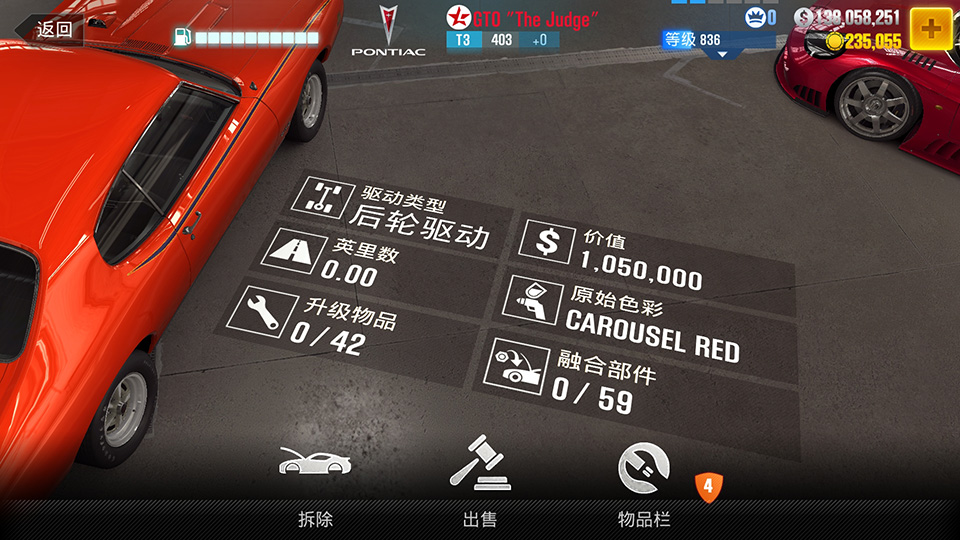 返回
PONTIAC
GTO "The Judge"
T3 403 +0
等级 836
0
138,058,251
235,055
驱动类型
后轮驱动
英里数
0.00
升级物品
0/42
价值
1,050,000
原始色彩
CAROUSEL RED
融合部件
0/59
拆除
出售
物品栏
4